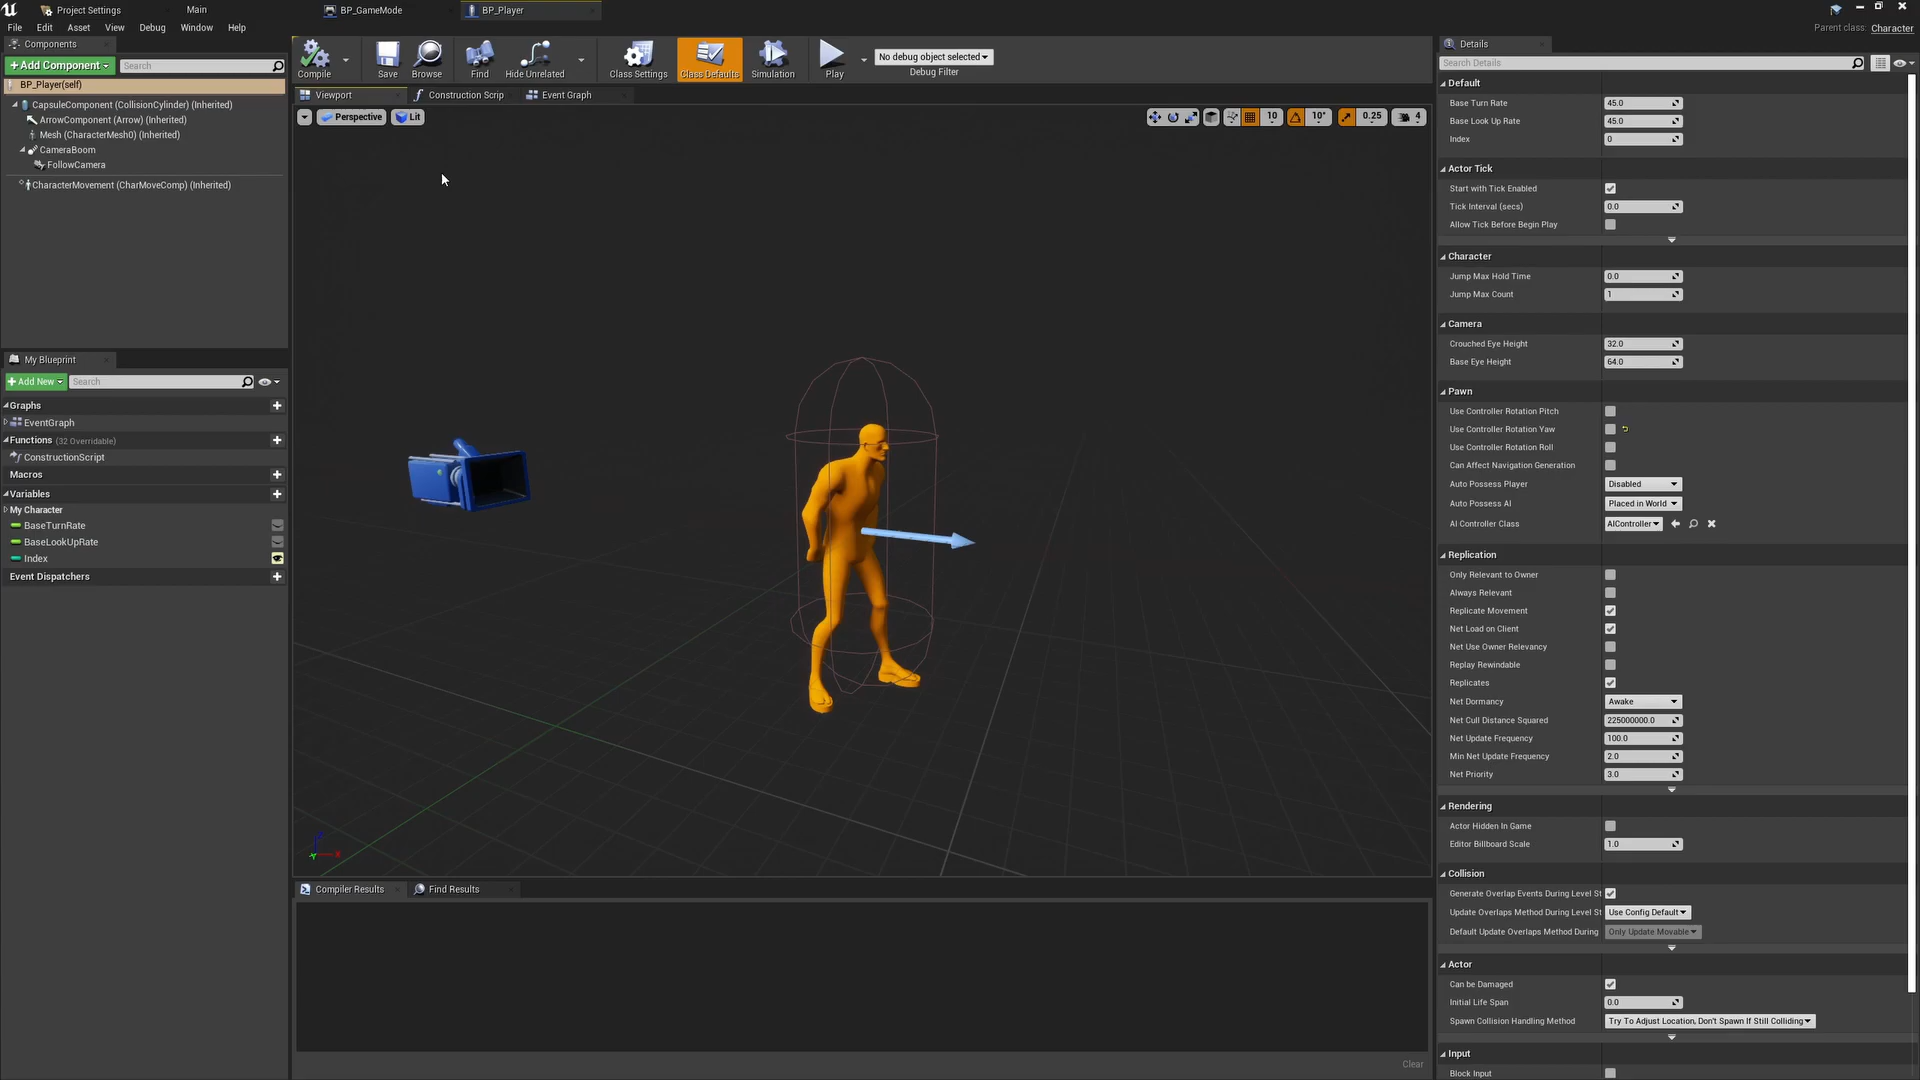 Project Settings
Main
BP_GameMode
BP_Player
File
Edit
Asset
View
Debug
Window
Help
Parent class: Character
Components
+Add Component
Search
BP_Player(self)
CapsuleComponent (CollisionCylinder) (Inherited)
ArrowComponent (Arrow) (Inherited)
Mesh (CharacterMesh0) (Inherited)
CameraBoom
FollowCamera
CharacterMovement (CharMoveComp) (Inherited)
My Blueprint
+Add New
Search
Graphs
EventGraph
Functions (32 Overridable)
ConstructionScript
Macros
Variables
My Character
BaseTurnRate
BaseLookUpRate
Index
Event Dispatchers
Compile
Save
Browse
Find
Hide Unrelated
Class Settings
Class Defaults
Simulation
Play
No debug object selected
Debug Filter
Viewport
Construction Scrip
Event Graph
Perspective
Lit
10
10°
0.25
4
Compiler Results
Find Results
Clear
Details
Search Details
Default
Base Turn Rate 45.0
Base Look Up Rate 45.0
Index 0
Actor Tick
Start with Tick Enabled
Tick Interval (secs) 0.0
Allow Tick Before Begin Play
Character
Jump Max Hold Time 0.0
Jump Max Count 1
Camera
Crouched Eye Height 32.0
Base Eye Height 64.0
Pawn
Use Controller Rotation Pitch
Use Controller Rotation Yaw
Use Controller Rotation Roll
Can Affect Navigation Generation
Auto Possess Player Disabled
Auto Possess AI Placed in World
AI Controller Class AIController
Replication
Only Relevant to Owner
Always Relevant
Replicate Movement
Net Load on Client
Net Use Owner Relevancy
Replay Rewindable
Replicates
Net Dormancy Awake
Net Cull Distance Squared 225000000.0
Net Update Frequency 100.0
Min Net Update Frequency 2.0
Net Priority 3.0
Rendering
Actor Hidden In Game
Editor Billboard Scale 1.0
Collision
Generate Overlap Events During Level St
Update Overlaps Method During Level St Use Config Default
Default Update Overlaps Method During Only Update Movable
Actor
Can be Damaged
Initial Life Span 0.0
Spawn Collision Handling Method Try To Adjust Location, Don't Spawn If Still Colliding
Input
Block Input